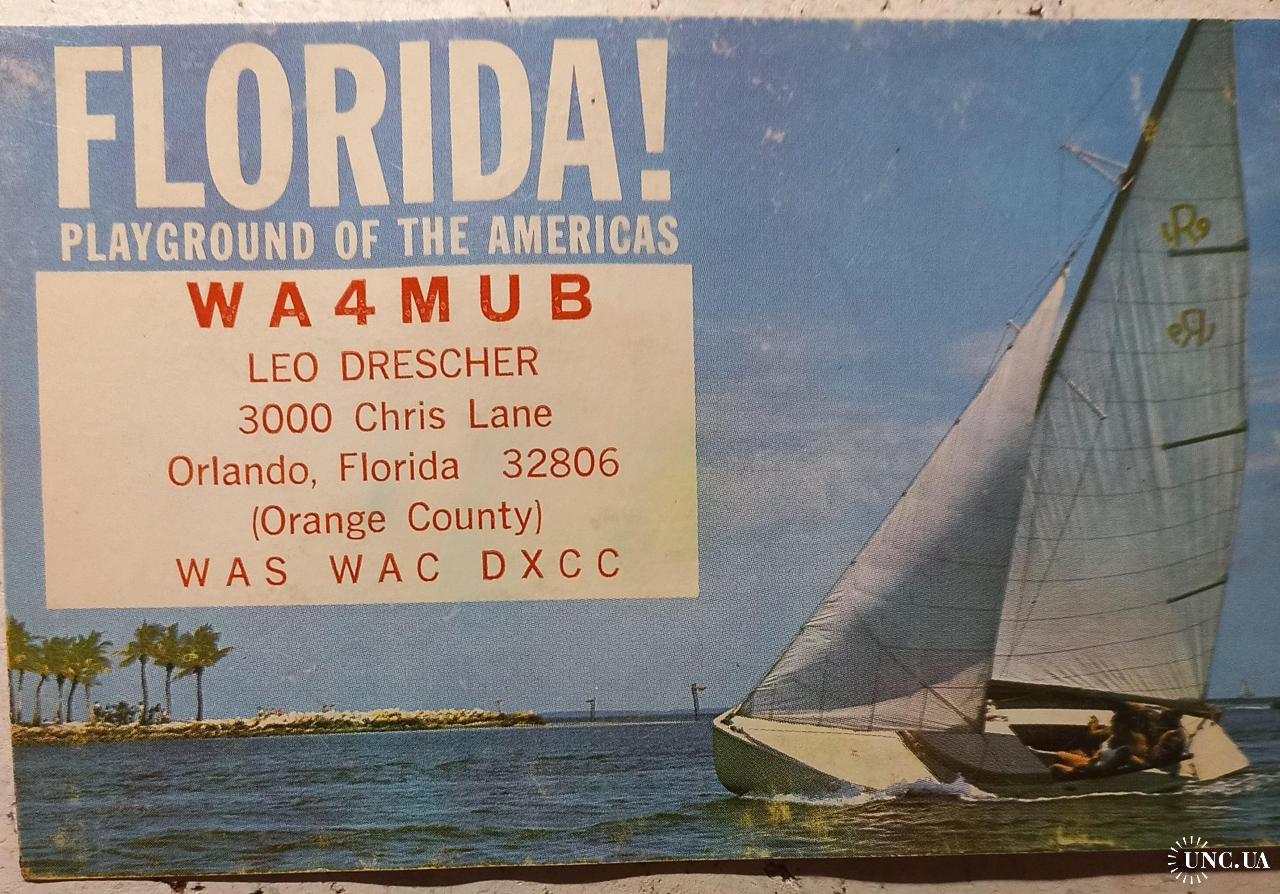 FLORIDA!
PLAYGROUND OF THE AMERICAS
WA4MUB
LEO DRESCHER
3000 Chris Lane
Orlando, Florida 32806
(Orange County)
WAS WAC DXCC
UNC.UA